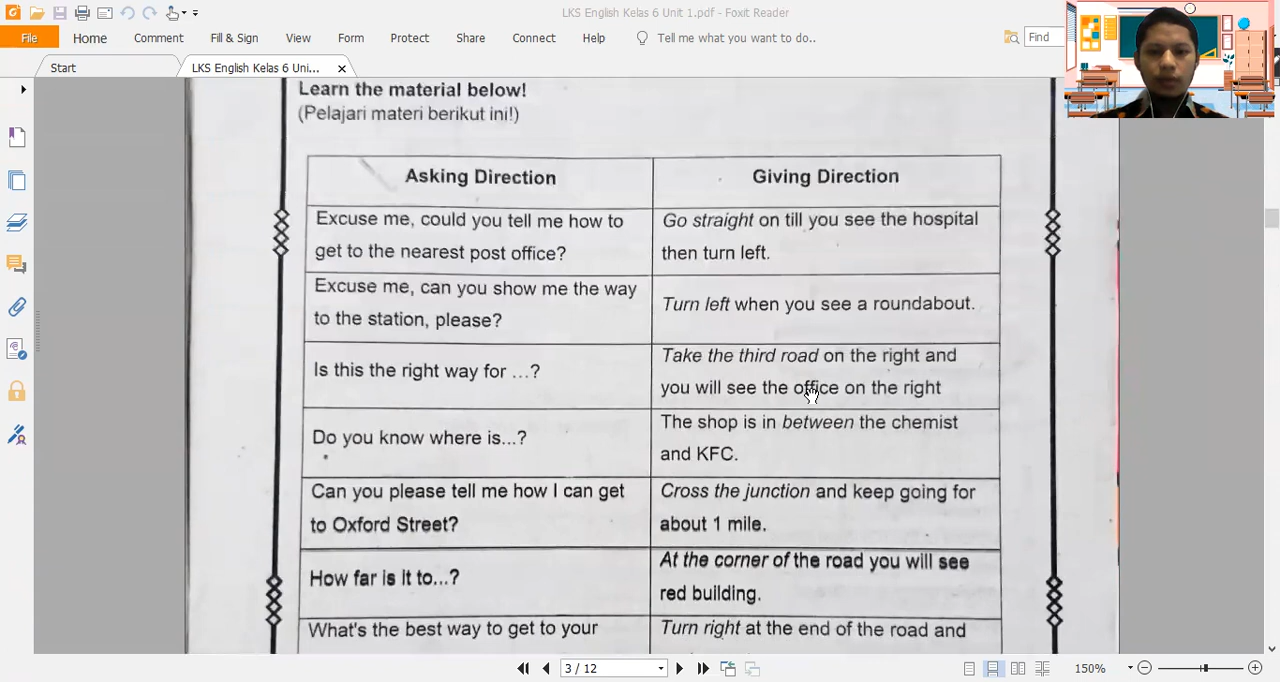 LKS English Kelas 6 Unit 1.pdf - Foxit Reader
File Home Comment Fill & Sign View Form Protect Share Connect Help Tell me what you want to do.. Find
Start LKS English Kelas 6 Uni...
Learn the material below!
(Pelajari materi berikut ini!)
Asking Direction
Giving Direction
Excuse me, could you tell me how to
get to the nearest post office?
Go straight on till you see the hospital
then turn left.
Excuse me, can you show me the way
to the station, please?
Turn left when you see a roundabout.
Is this the right way for ...?
Take the third road on the right and
you will see the office on the right
Do you know where is...?
The shop is in between the chemist
and KFC.
Can you please tell me how I can get
to Oxford Street?
Cross the junction and keep going for
about 1 mile.
How far is it to...?
At the corner of the road you will see
red building.
What's the best way to get to your
Turn right at the end of the road and
3 / 12
150%